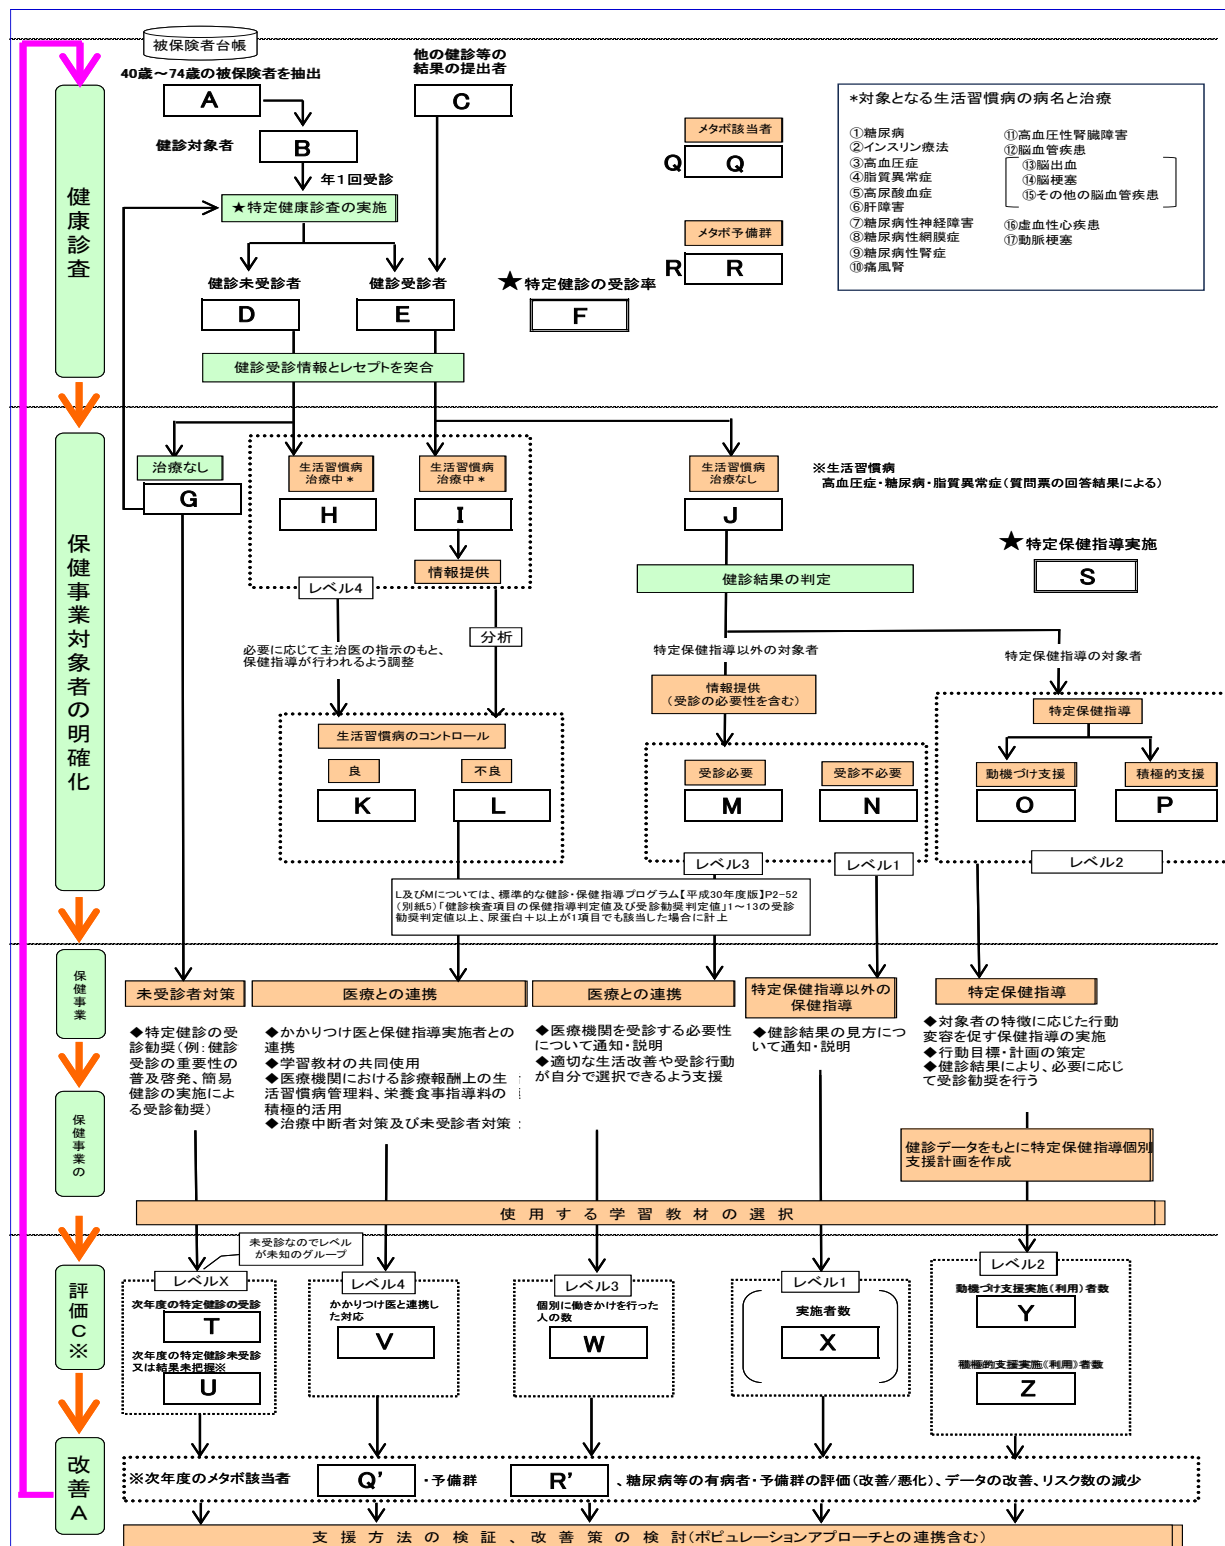 被保険者台帳
40歳～74歳の被保険者を抽出
A
他の健診等の
結果の提出者
C
健診対象者
B
年1回受診
★特定健康診査の実施
健診未受診者
D
健診受診者
E
★特定健診の受診率
F
メタボ該当者
Q
Q
メタボ予備群
R
R
*対象となる生活習慣病の病名と治療
①糖尿病
②インスリン療法
③高血圧症
④脂質異常症
⑤高尿酸血症
⑥肝障害
⑦糖尿病性神経障害
⑧糖尿病性網膜症
⑨糖尿病性腎症
⑩痛風腎
⑪高血圧性腎臓障害
⑫脳血管疾患
⑬脳出血
⑭脳梗塞
⑮その他の脳血管疾患
⑯虚血性心疾患
⑰動脈梗塞
健診受診情報とレセプトを突合
健康診査
保健事業対象者の明確化
治療なし
G
生活習慣病
治療中*
H
生活習慣病
治療中*
I
情報提供
レベル4
生活習慣病
治療なし
J
※生活習慣病
高血圧症・糖尿病・脂質異常症(質問票の回答結果による)
★特定保健指導実施
S
健診結果の判定
必要に応じて主治医の指示のもと、
保健指導が行われるよう調整
分析
特定保健指導以外の対象者
特定保健指導の対象者
情報提供
(受診の必要性を含む)
生活習慣病のコントロール
良
K
不良
L
受診必要
M
受診不必要
N
レベル3
レベル1
特定保健指導
動機づけ支援
O
積極的支援
P
レベル2
L及びMについては、標準的な健診・保健指導プログラム【平成30年度版】P2-52
(別紙5)「健診検査項目の保健指導判定値及び受診勧奨判定値」1～13の受診
勧奨判定値以上、尿蛋白＋以上が1項目でも該当した場合に計上
保健事業
保健事業の
未受診者対策
◆特定健診の受
診勧奨(例:健診
受診の重要性の
普及啓発、簡易
健診の実施によ
る受診勧奨)
医療との連携
◆かかりつけ医と保健指導実施者との
連携
◆学習教材の共同使用
◆医療機関における診療報酬上の生
活習慣病管理料、栄養食事指導料の
積極的活用
◆治療中断者対策及び未受診者対策
医療との連携
◆医療機関を受診する必要性
について通知・説明
◆適切な生活改善や受診行動
が自分で選択できるよう支援
特定保健指導以外の
保健指導
◆健診結果の見方につ
いて通知・説明
特定保健指導
◆対象者の特徴に応じた行動
変容を促す保健指導の実施
◆行動目標・計画の策定
◆健診結果により、必要に応じ
て受診勧奨を行う
健診データをもとに特定保健指導個別
支援計画を作成
使用する学習教材の選択
評価C※
未受診なのでレベル
が未知のグループ
レベルX
次年度の特定健診の受診
T
次年度の特定健診未受診
又は結果未把握※
U
レベル4
かかりつけ医と連携し
た対応
V
レベル3
個別に働きかけを行った
人の数
W
レベル1
実施者数
X
レベル2
動機づけ支援実施(利用)者数
Y
積極的支援実施(利用)者数
Z
改善A
※次年度のメタボ該当者 Q' ・予備群 R' 、糖尿病等の有病者・予備群の評価(改善/悪化)、データの改善、リスク数の減少
支援方法の検証、改善策の検討(ポピュレーションアプローチとの連携含む)